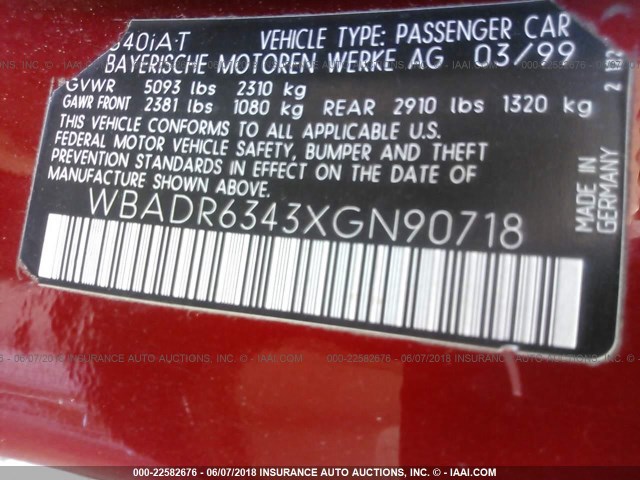 540iA·T VEHICLE TYPE: PASSENGER CAR
BAYERISCHE MOTOREN WERKE AG 03/99
GVWR 5093 lbs 2310 kg
GAWR FRONT 2381 lbs 1080 kg REAR 2910 lbs 1320 kg
THIS VEHICLE CONFORMS TO ALL APPLICABLE U.S.
FEDERAL MOTOR VEHICLE SAFETY, BUMPER AND THEFT
PREVENTION STANDARDS IN EFFECT ON THE DATE OF
MANUFACTURE SHOWN ABOVE.
WBADR6343XGN90718
MADE IN GERMANY
000-22582676 / 06/07/2018 INSURANCE AUTO AUCTIONS, INC. - © IAAI.COM